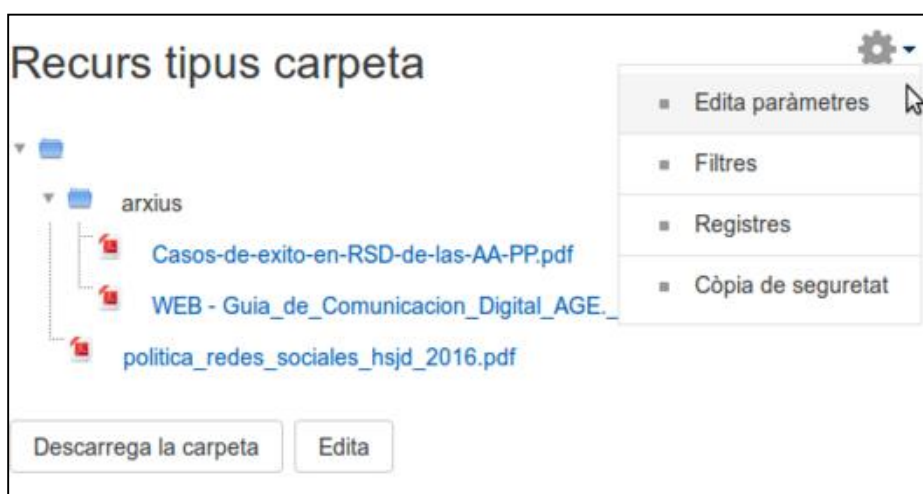 Recurs tipus carpeta
Edita paràmetres
Filtres
Registres
Còpia de seguretat
arxius
Casos-de-exito-en-RSD-de-las-AA-PP.pdf
WEB - Guia_de_Comunicacion_Digital_AGE._
politica_redes_sociales_hsjd_2016.pdf
Descarrega la carpeta
Edita